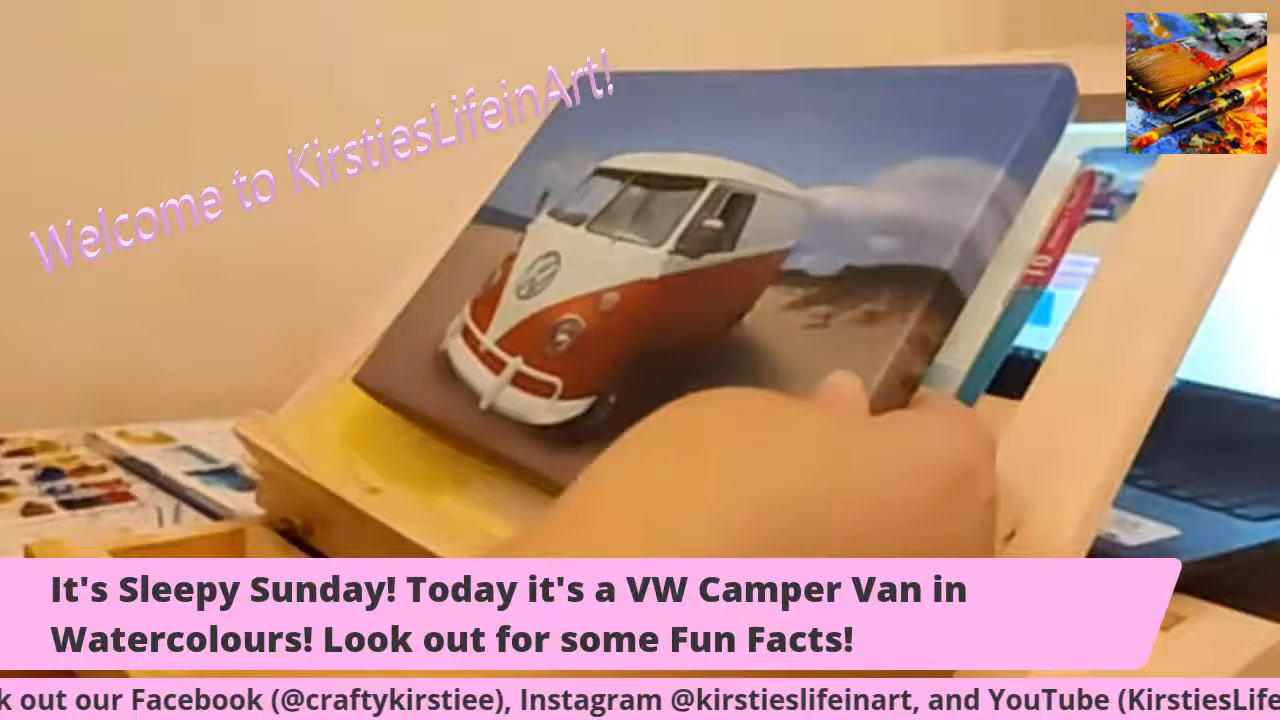 Welcome to KirstiesLifeinArt!
10
It's Sleepy Sunday! Today it's a VW Camper Van in
Watercolours! Look out for some Fun Facts!
k out our Facebook (@craftykirstiee), Instagram @kirstieslifeinart, and YouTube (KirstiesLife